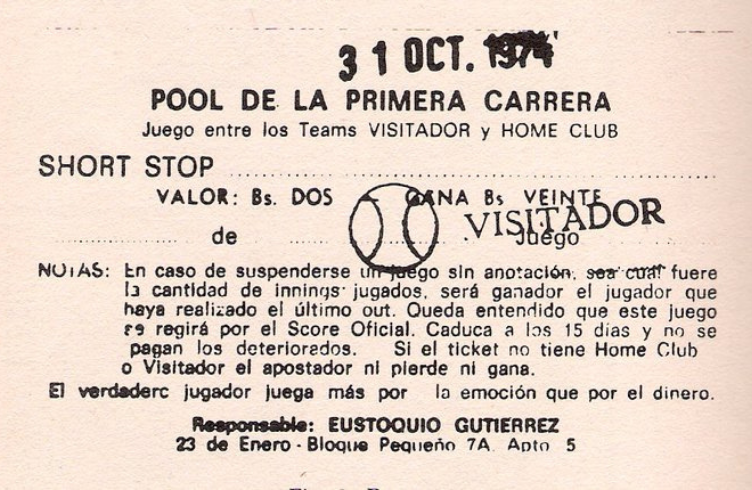 31 OCT. 1974
POOL DE LA PRIMERA CARRERA
Juego entre los Teams VISITADOR y HOME CLUB
SHORT STOP
VALOR: Bs. DOS - GANA Bs VEINTE
VISITADOR
de Juego
NOTAS: En caso de suspenderse un juego sin anotación, sea cual fuere
la cantidad de innings jugados, será ganador el jugador que
haya realizado el último out. Queda entendido que este juego
se regirá por el Score Oficial. Caduca a los 15 días y no se
pagan los deteriorados. Si el ticket no tiene Home Club
o Visitador el apostador ni pierde ni gana.
El verdadero jugador juega más por la emoción que por el dinero.
Responsable: EUSTOQUIO GUTIERREZ
23 de Enero - Bloque Pequeño 7A. Apto 5